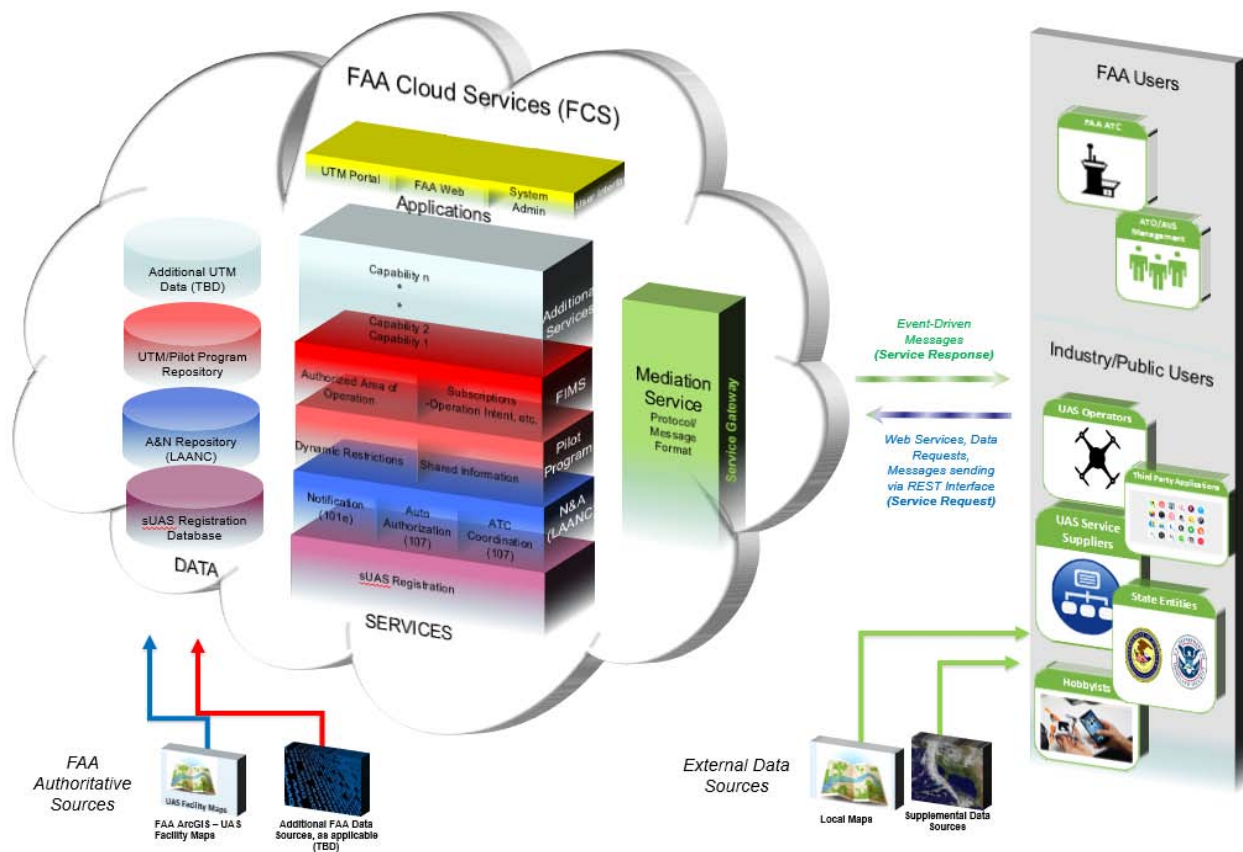 FAA Cloud Services (FCS)
UTM Portal
FAA Web
System
Admin
Applications
Additional UTM
Data (TBD)
UTM/Pilot Program
Repository
A&N Repository
(LAANC)
sUAS Registration
Database
DATA
Capability n
*
*
Capability 2
Capability 1
Additional
Services
Authorized Area of
Operation
Subscriptions
-Operation Intent, etc.
FIMS
Dynamic Restrictions
Shared Information
Pilot
Program
Notification
(101e)
Auto
Authorization
(107)
ATC
Coordination
(107)
N&A
(LAANC)
sUAS Registration
SERVICES
Mediation
Service
Protocol/
Message
Format
Service Gateway
Event-Driven
Messages
(Service Response)
Web Services, Data
Requests,
Messages sending
via REST Interface
(Service Request)
FAA Users
FAA ATC
ATO/AVS
Management
Industry/Public Users
UAS Operators
Third Party Applications
UAS Service
Suppliers
State Entities
Hobbyists
FAA
Authoritative
Sources
UAS Facility Maps
FAA ArcGIS – UAS
Facility Maps
Additional FAA Data
Sources, as applicable
(TBD)
External Data
Sources
Local Maps
Supplemental Data
Sources